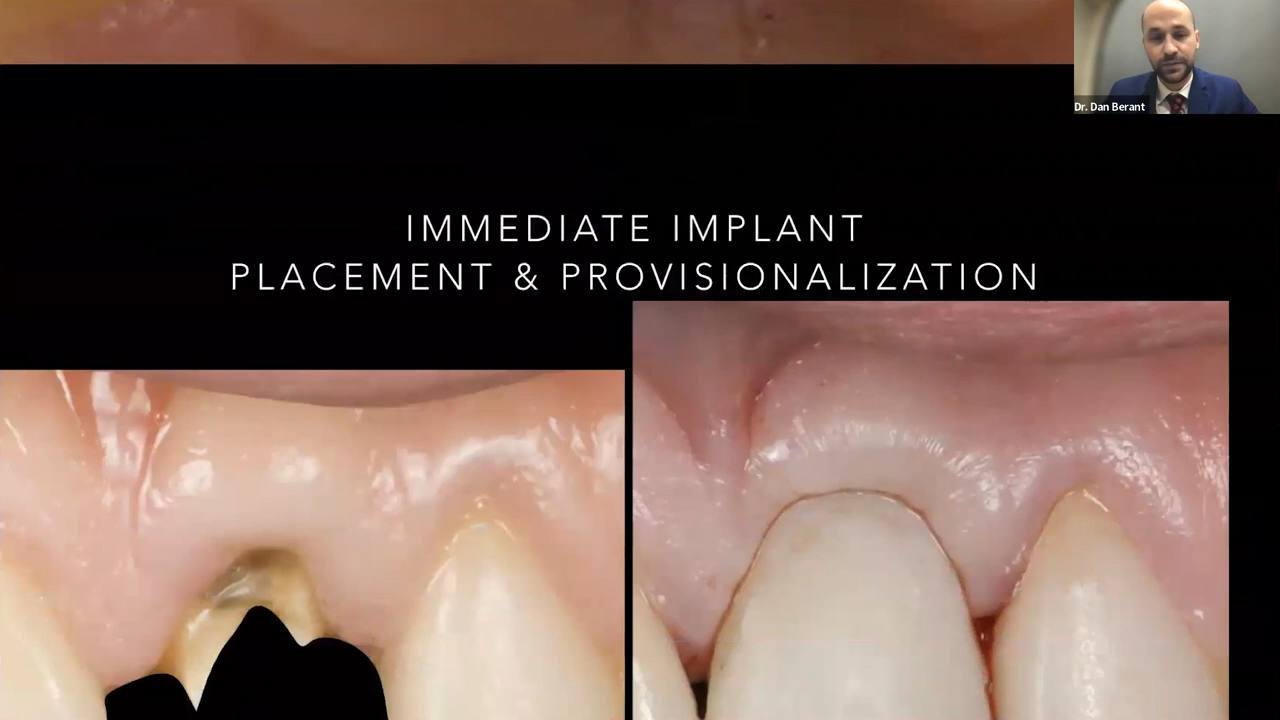 Dr. Dan Berant
IMMEDIATE IMPLANT
PLACEMENT & PROVISIONALIZATION